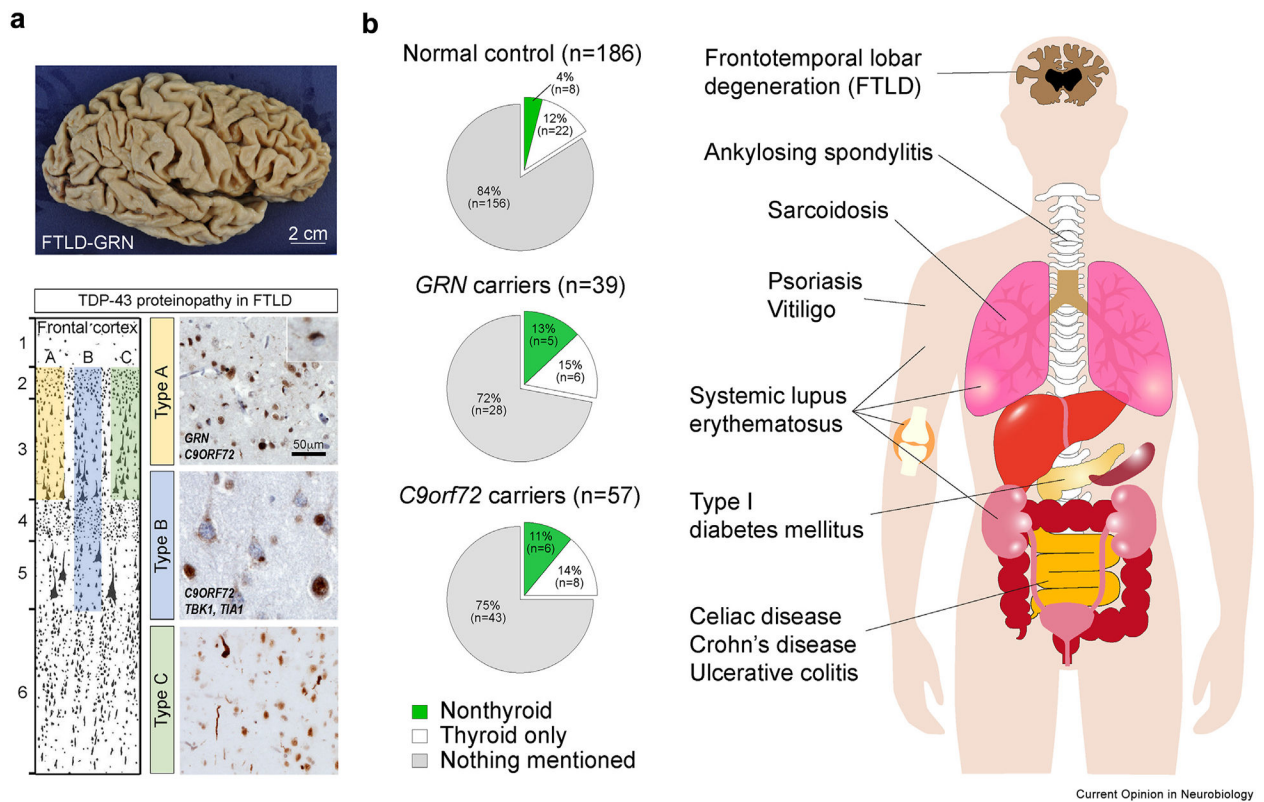 a
FTLD-GRN
2 cm
TDP-43 proteinopathy in FTLD
Frontal cortex
A B C
1
2
3
4
5
6
Type A
GRN
C9ORF72
50μm
Type B
C9ORF72
TBK1, TIA1
Type C
b
Normal control (n=186)
4%
(n=8)
12%
(n=22)
84%
(n=156)
GRN carriers (n=39)
13%
(n=5)
15%
(n=6)
72%
(n=28)
C9orf72 carriers (n=57)
11%
(n=6)
14%
(n=8)
75%
(n=43)
Nonthyroid
Thyroid only
Nothing mentioned
Frontotemporal lobar
degeneration (FTLD)
Ankylosing spondylitis
Sarcoidosis
Psoriasis
Vitiligo
Systemic lupus
erythematosus
Type I
diabetes mellitus
Celiac disease
Crohn's disease
Ulcerative colitis
Current Opinion in Neurobiology